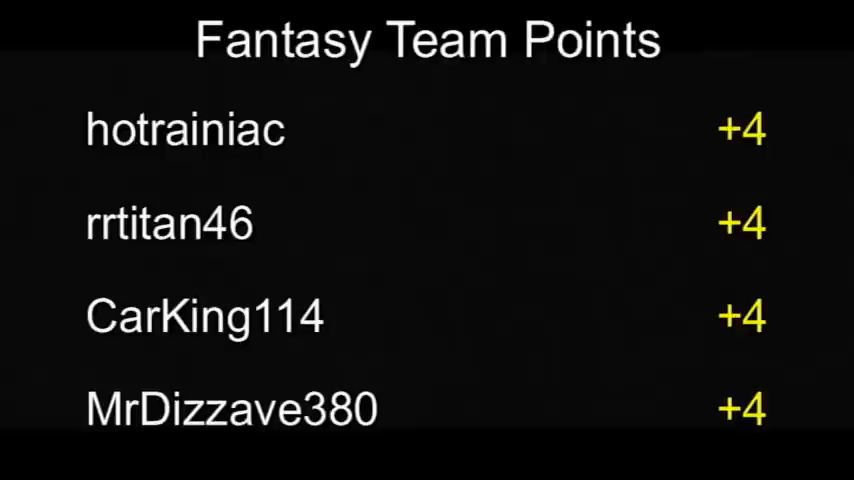 Fantasy Team Points
hotrainiac +4
rrtitan46 +4
CarKing114 +4
MrDizzave380 +4